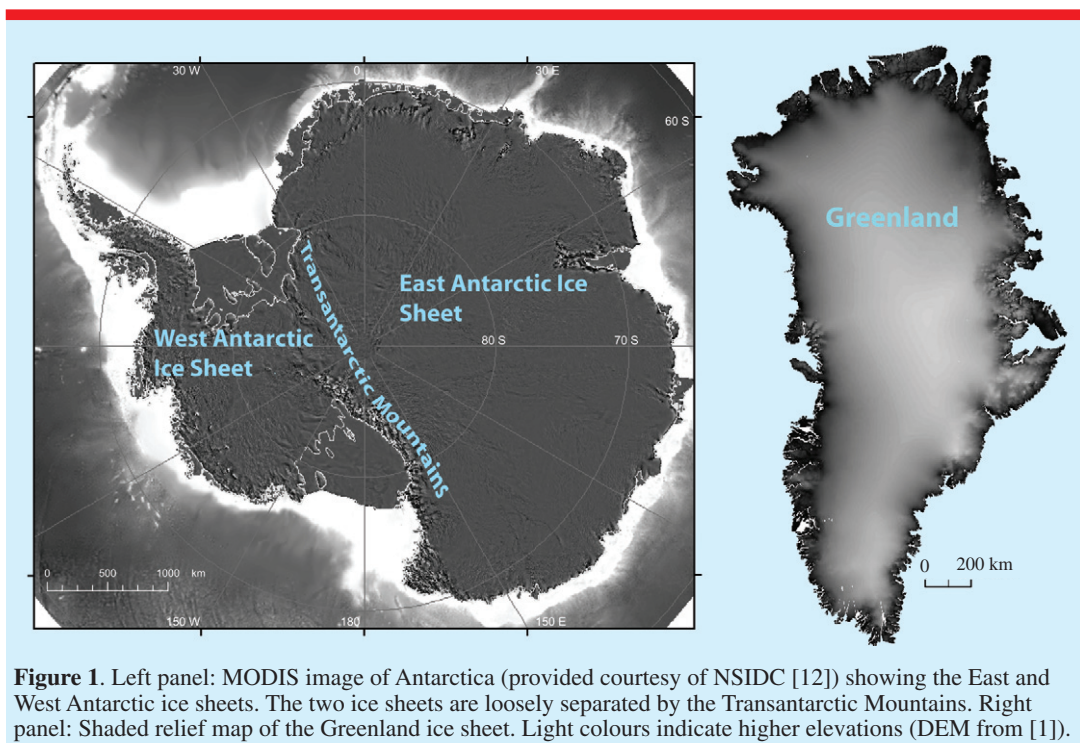 30 W
0
30 E
60 S
Transantarctic Mountains
East Antarctic Ice
Sheet
West Antarctic
Ice Sheet
80 S
70 S
0 500 1000 km
150 W
180
150 E
Greenland
0 200 km
Figure 1. Left panel: MODIS image of Antarctica (provided courtesy of NSIDC [12]) showing the East and
West Antarctic ice sheets. The two ice sheets are loosely separated by the Transantarctic Mountains. Right
panel: Shaded relief map of the Greenland ice sheet. Light colours indicate higher elevations (DEM from [1]).